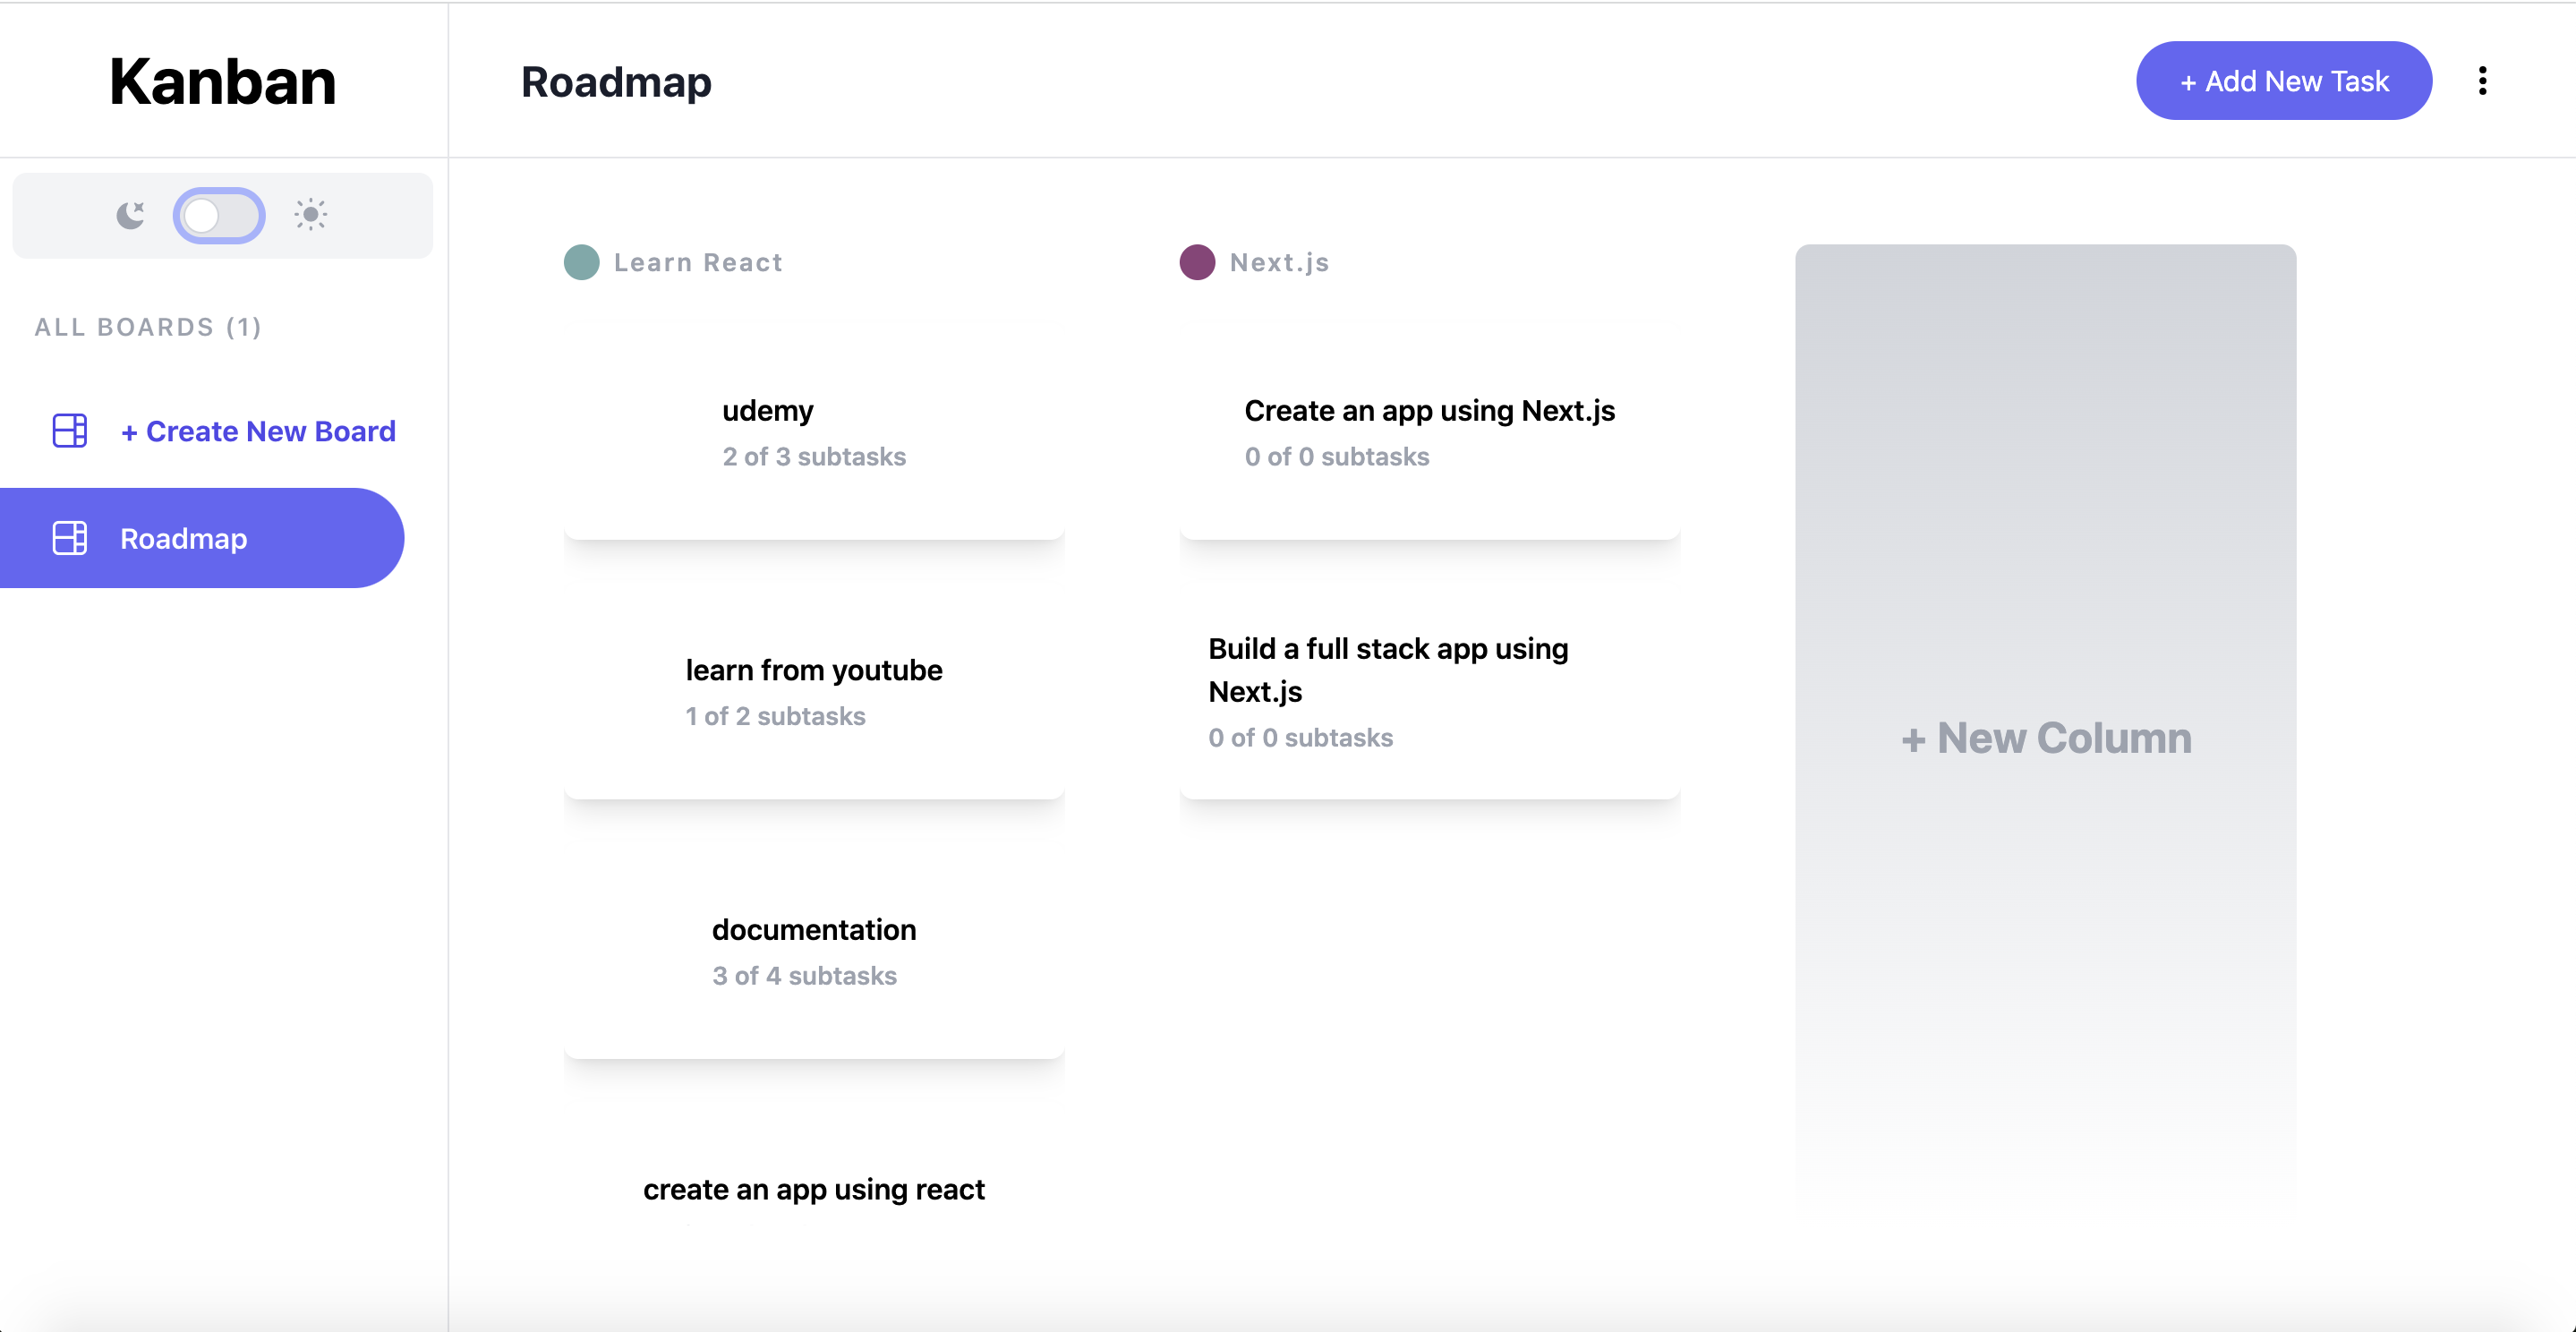 Kanban
Roadmap
+ Add New Task
ALL BOARDS (1)
+ Create New Board
Roadmap
Learn React
udemy
2 of 3 subtasks
learn from youtube
1 of 2 subtasks
documentation
3 of 4 subtasks
create an app using react
Next.js
Create an app using Next.js
0 of 0 subtasks
Build a full stack app using
Next.js
0 of 0 subtasks
+ New Column